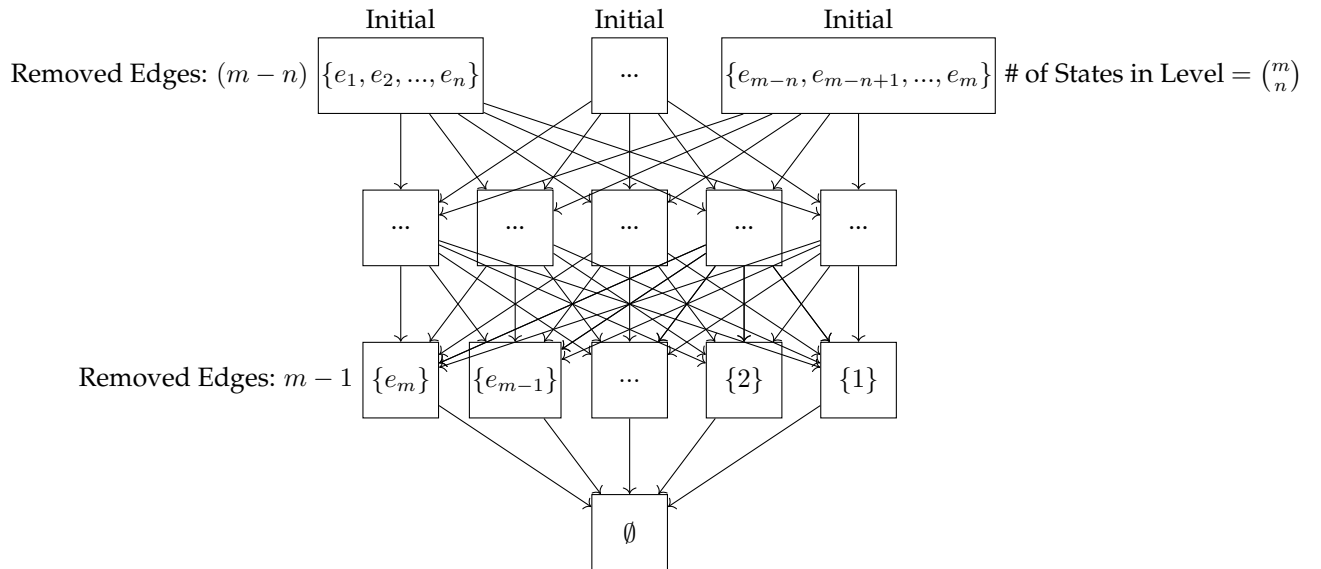 Initial Initial Initial
Removed Edges: (m − n) {e₁, e₂, ..., eₙ} ... {eₘ₋ₙ, eₘ₋ₙ₊₁, ..., eₘ} # of States in Level = \binom{m}{n}
... ... ... ... ...
Removed Edges: m − 1 {eₘ} {eₘ₋₁} ... {2} {1}
∅